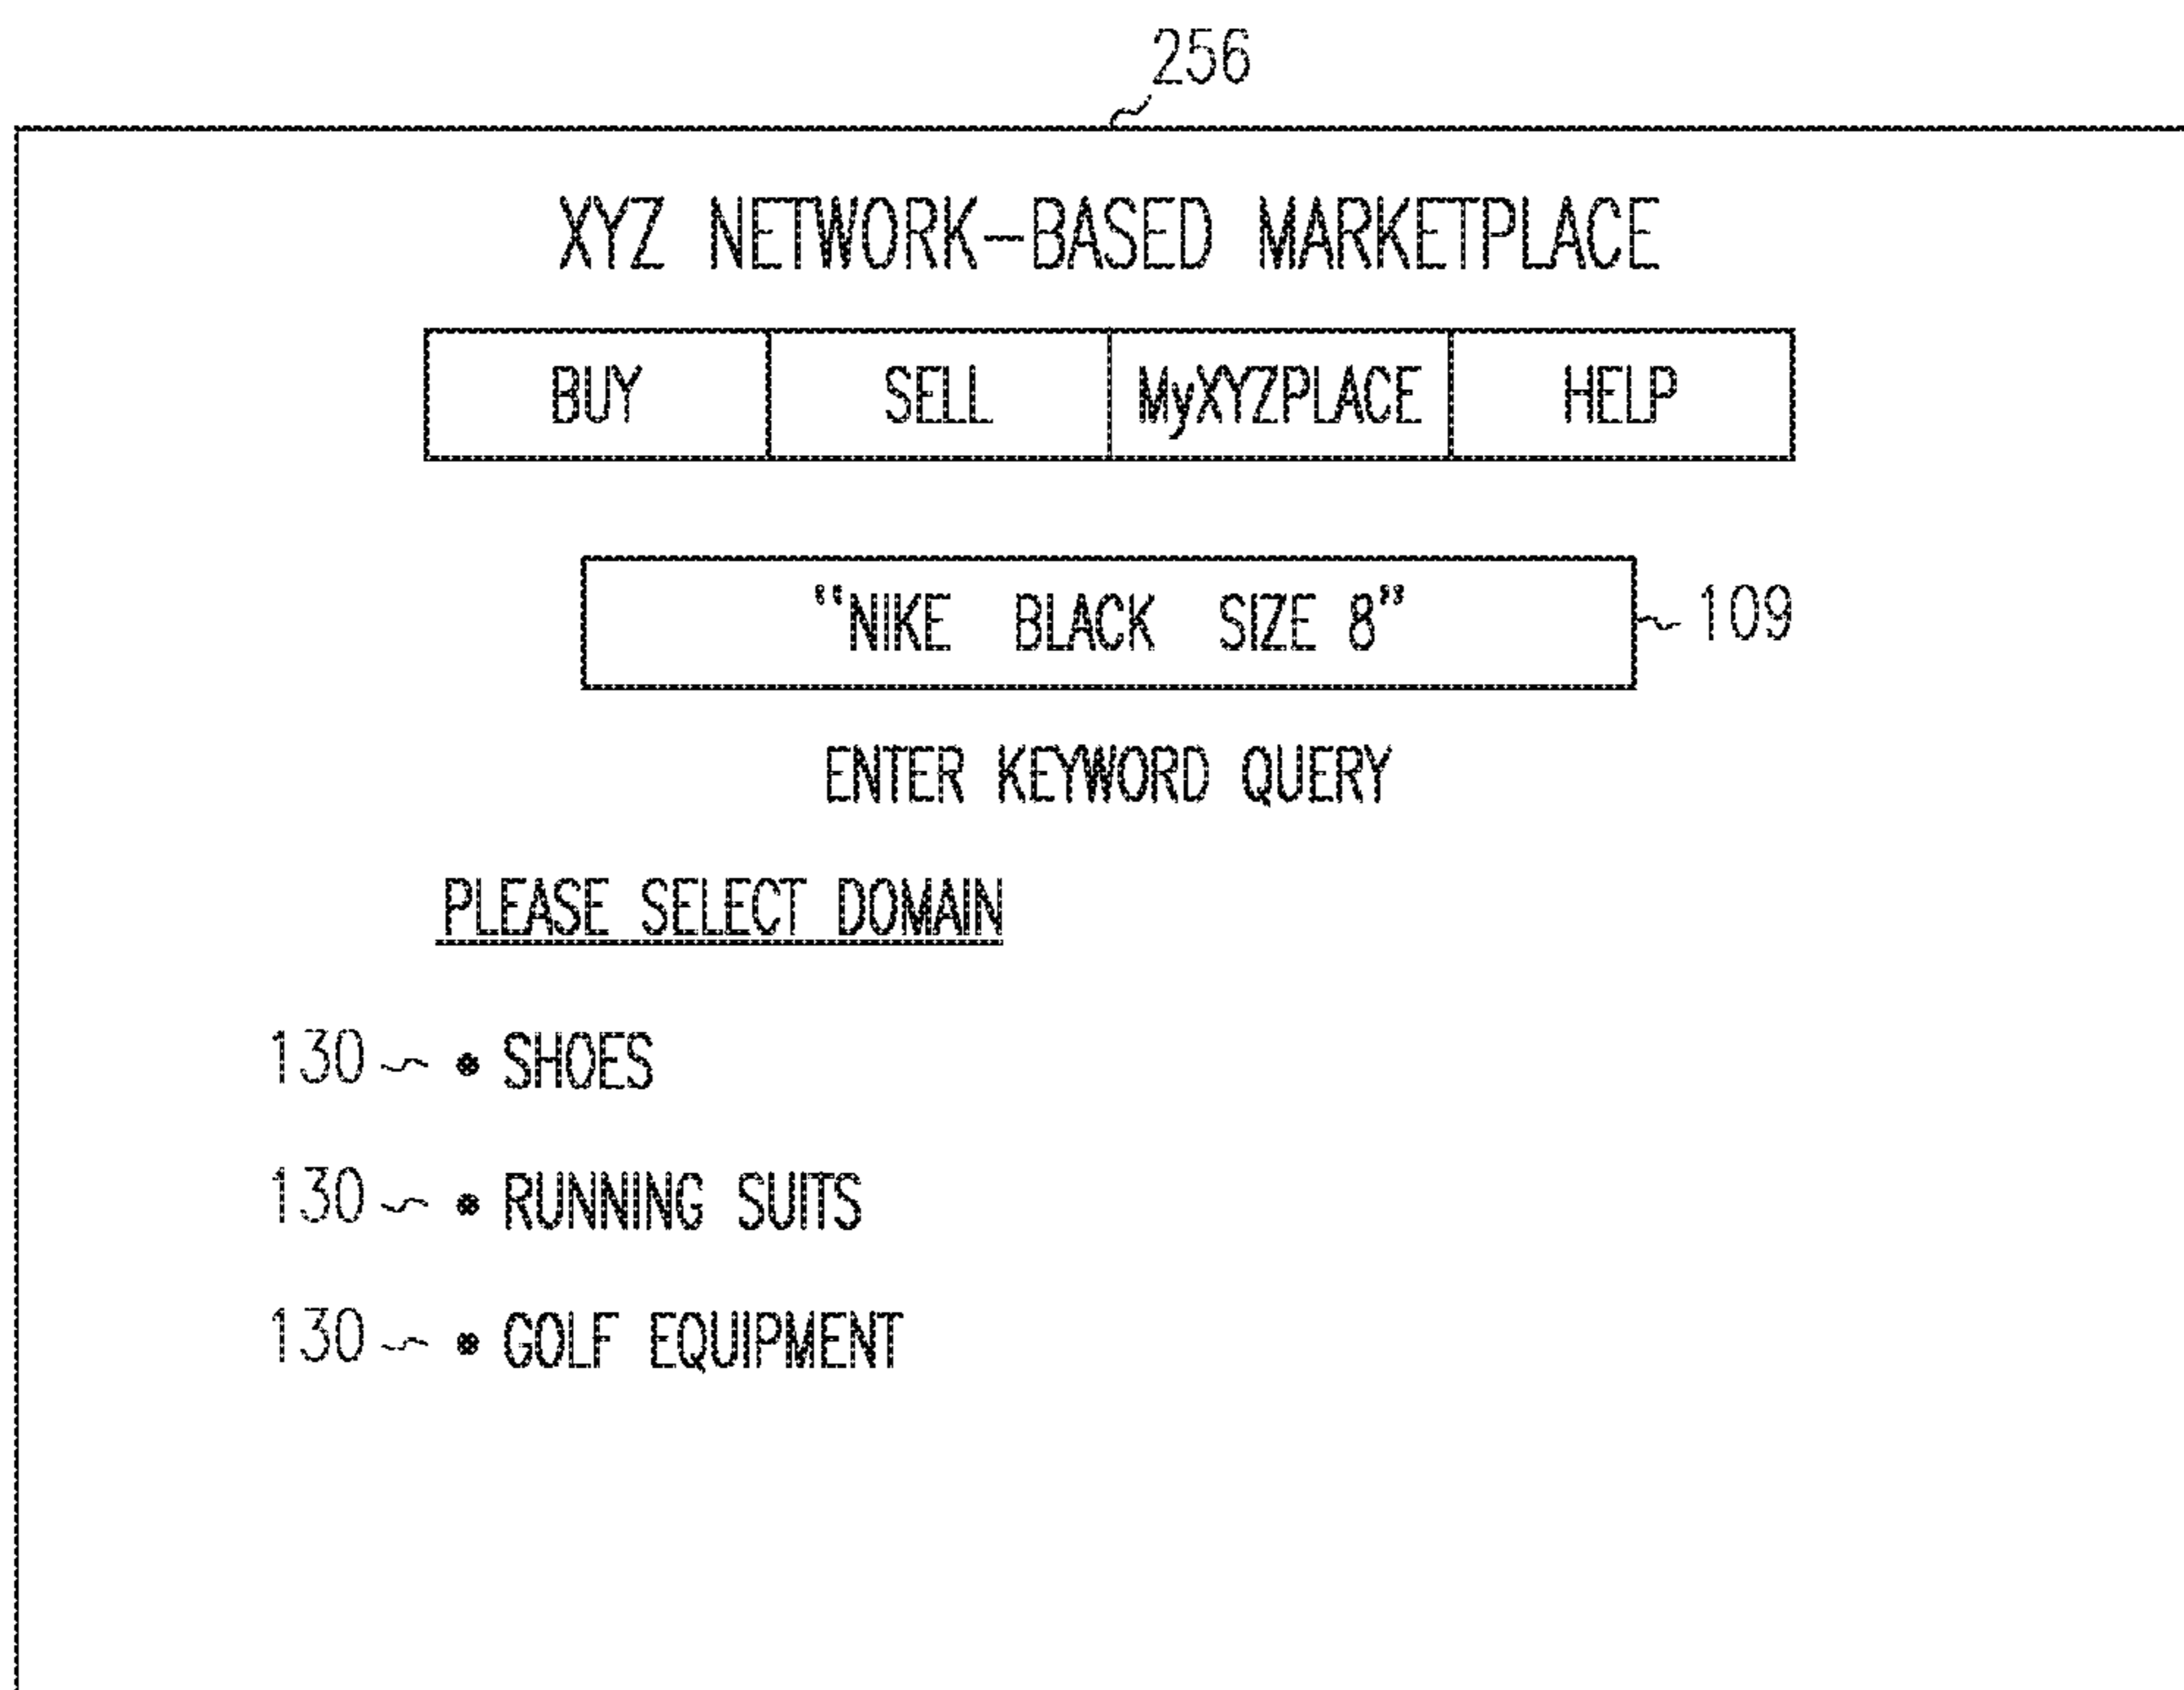 256
XYZ NETWORK-BASED MARKETPLACE
BUY SELL MyXYZPLACE HELP
“NIKE BLACK SIZE 8” 109
ENTER KEYWORD QUERY
PLEASE SELECT DOMAIN
130 • SHOES
130 • RUNNING SUITS
130 • GOLF EQUIPMENT